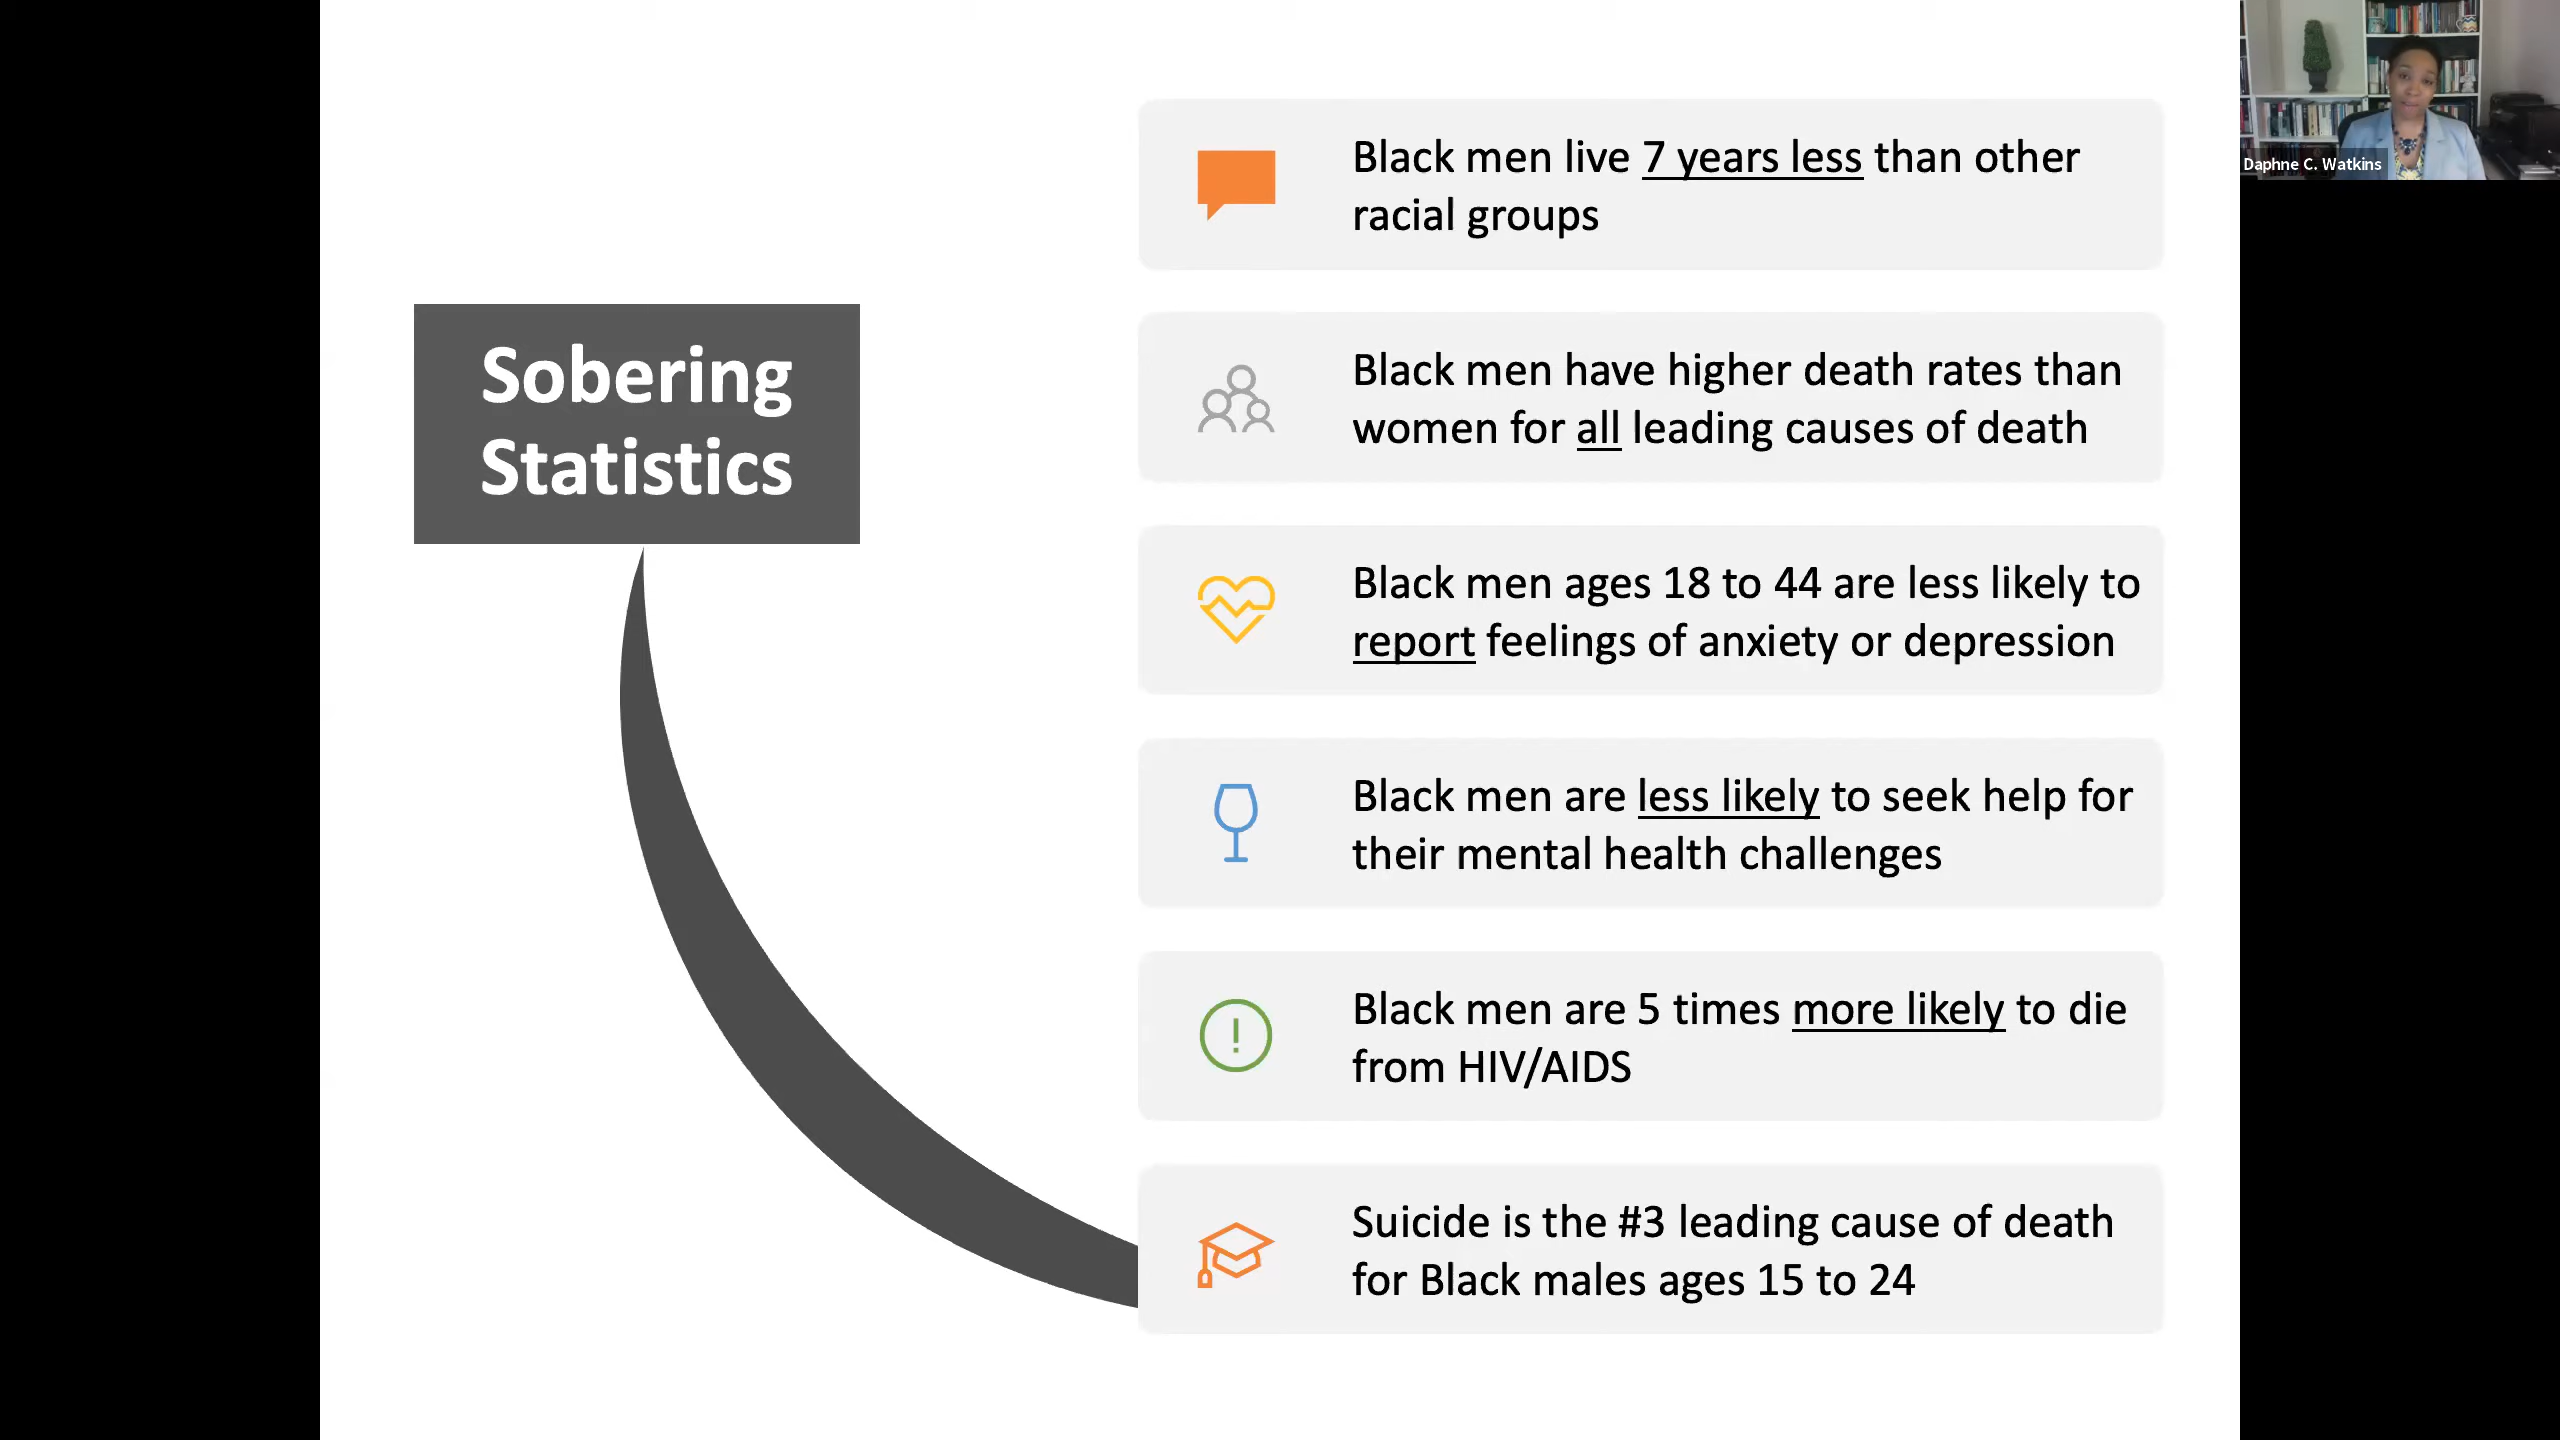 Sobering
Statistics
Black men live 7 years less than other
racial groups
Black men have higher death rates than
women for all leading causes of death
Black men ages 18 to 44 are less likely to
report feelings of anxiety or depression
Black men are less likely to seek help for
their mental health challenges
Black men are 5 times more likely to die
from HIV/AIDS
Suicide is the #3 leading cause of death
for Black males ages 15 to 24
Daphne C. Watkins